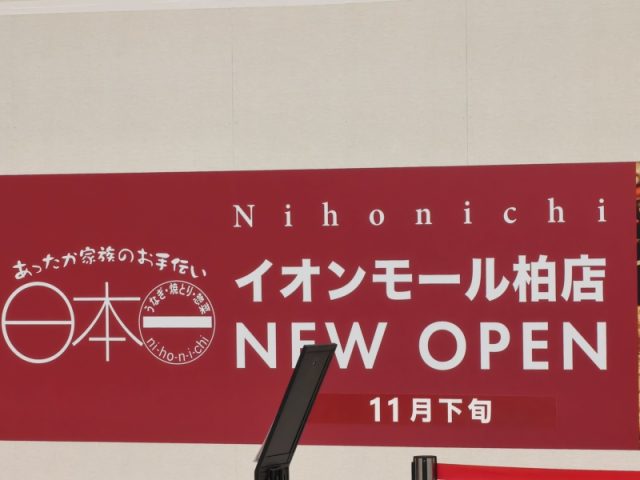 Nihonichi
あったか家族のお手伝い
日本一
うなぎ・焼とり・惣菜
ni-ho-n-i-chi
イオンモール柏店
NEW OPEN
11月下旬